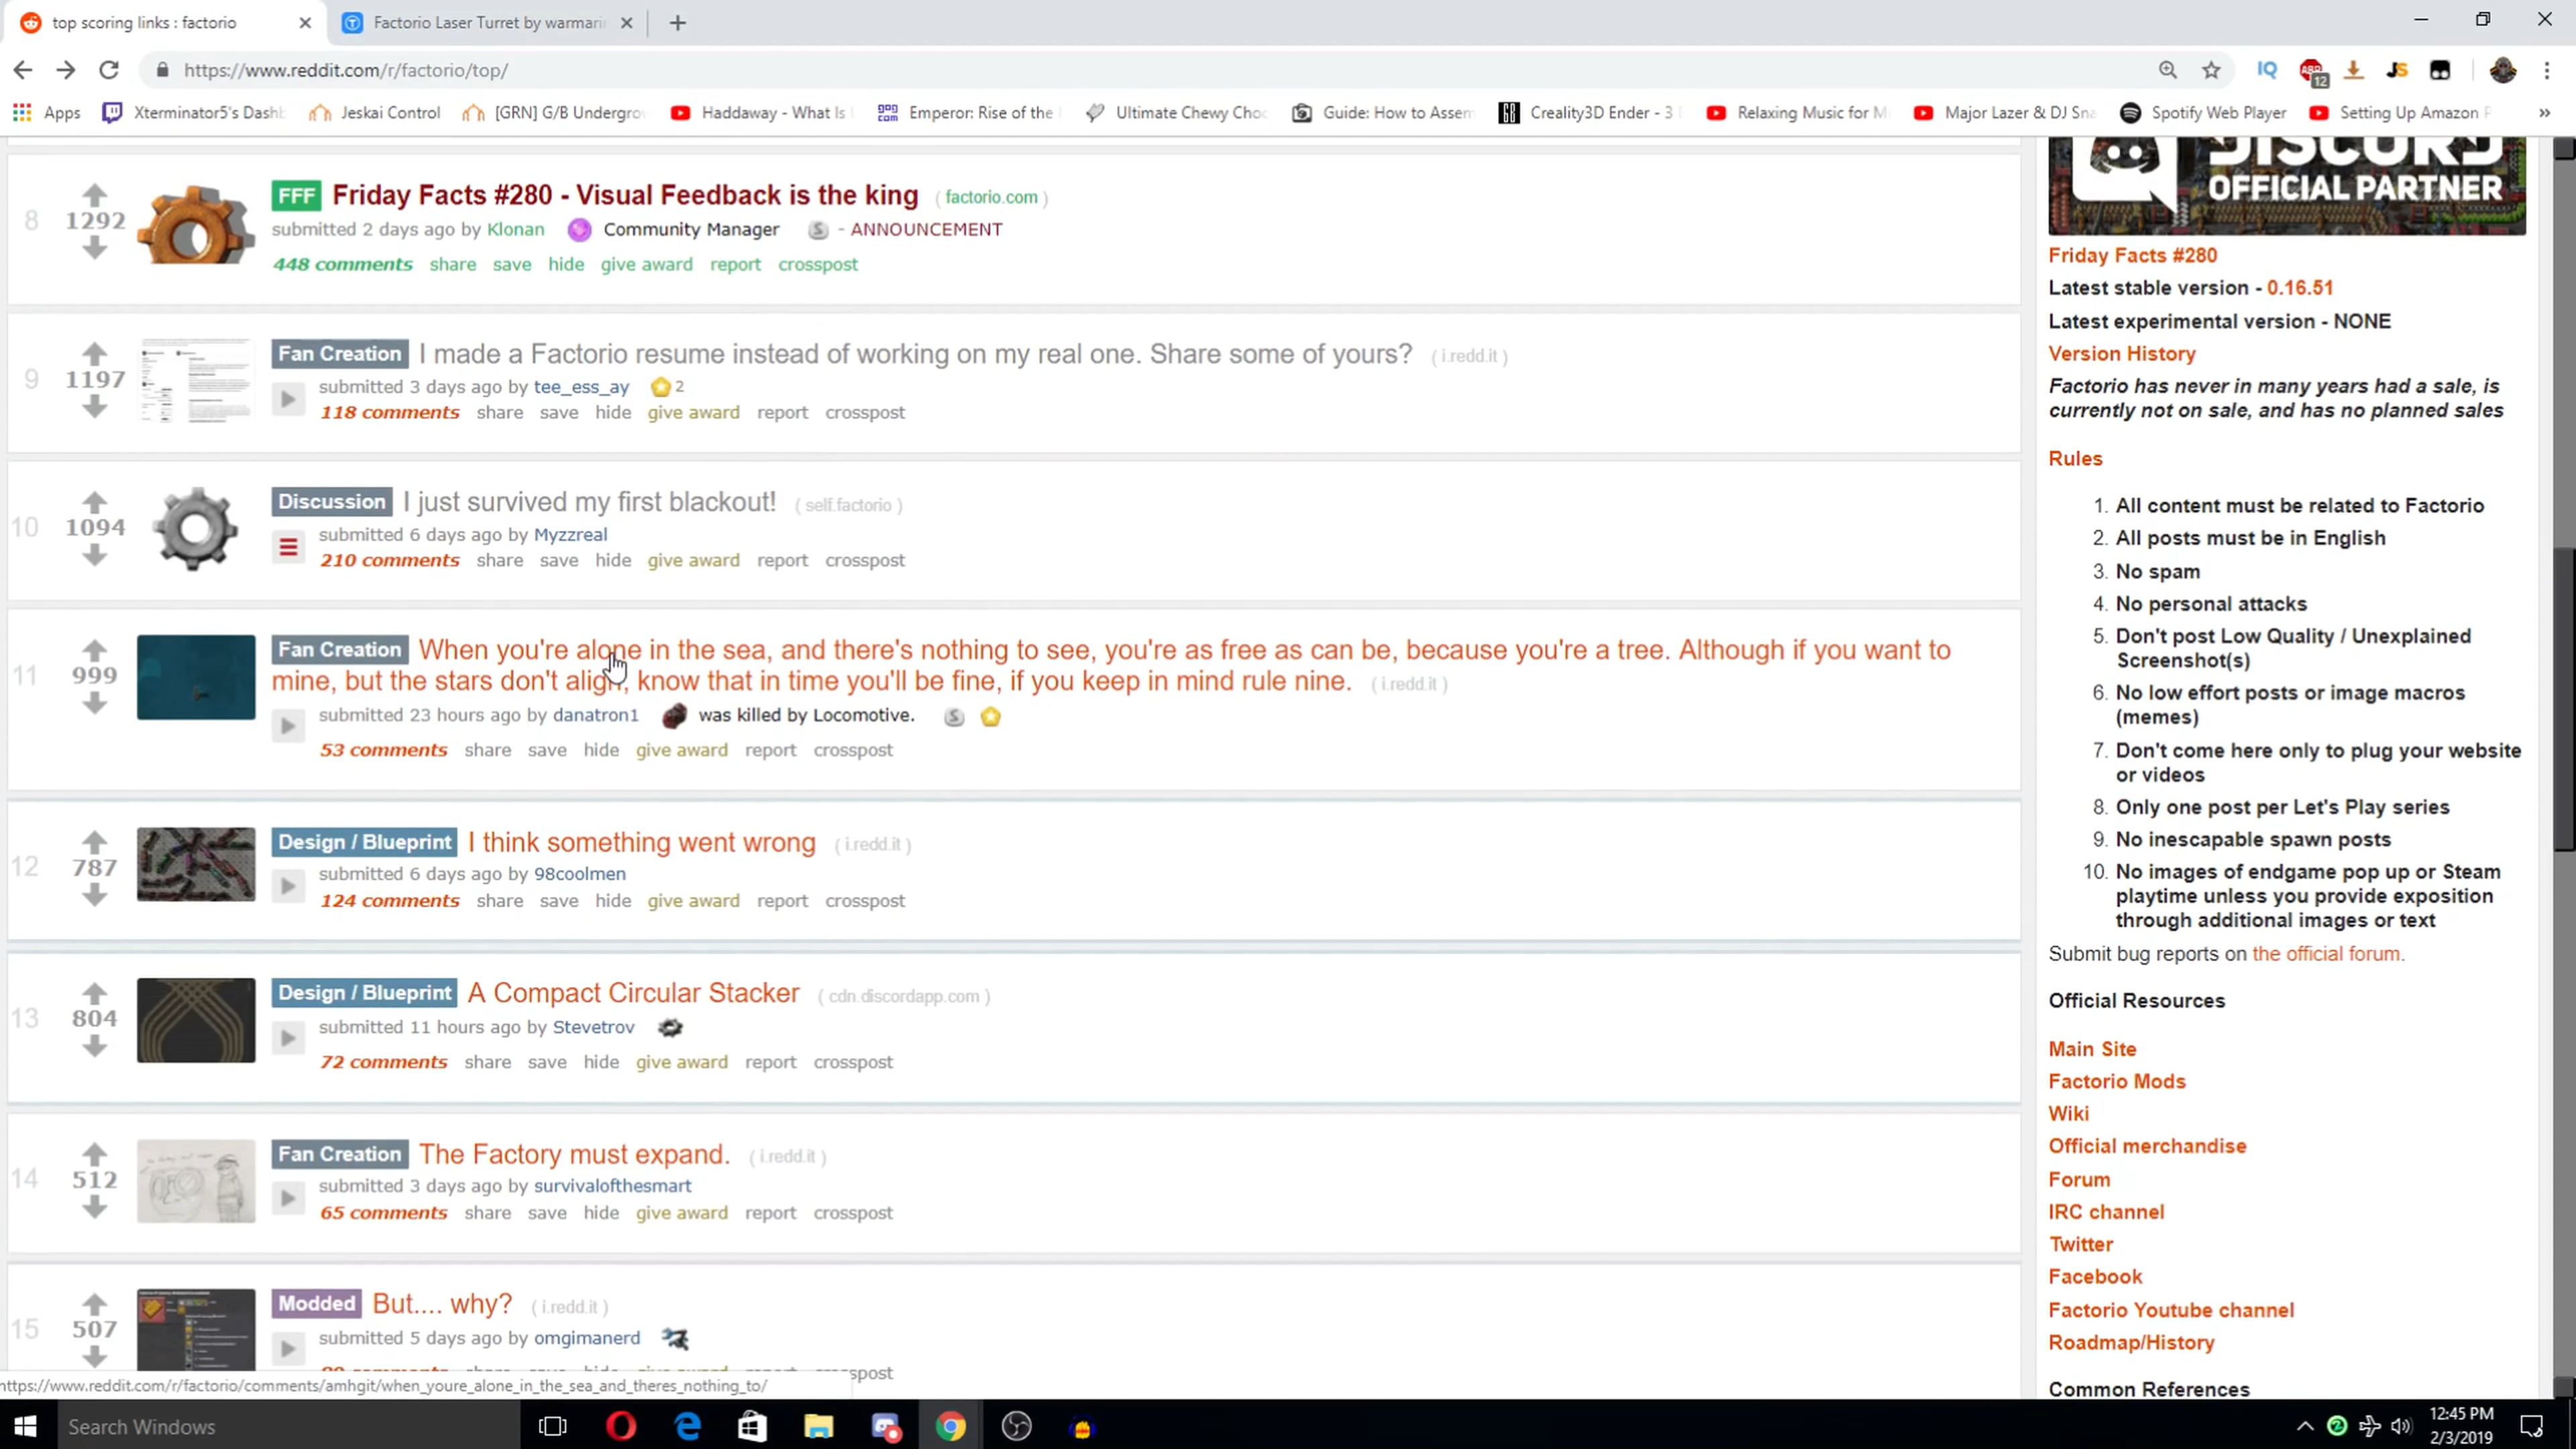 top scoring links : factorio
Factorio Laser Turret by warmari
https://www.reddit.com/r/factorio/top/
IQ
ABP
12
JS
Apps
Xterminator5's Dashb
Jeskai Control
[GRN] G/B Undergro
Haddaway - What Is
Emperor: Rise of the
Ultimate Chewy Choc
Guide: How to Assem
Creality3D Ender - 3
Relaxing Music for M
Major Lazer & DJ Sna
Spotify Web Player
Setting Up Amazon
8
1292
FFF Friday Facts #280 - Visual Feedback is the king ( factorio.com )
submitted 2 days ago by Klonan Community Manager S - ANNOUNCEMENT
448 comments share save hide give award report crosspost
9
1197
Fan Creation I made a Factorio resume instead of working on my real one. Share some of yours? ( i.redd.it )
submitted 3 days ago by tee_ess_ay 2
118 comments share save hide give award report crosspost
10
1094
Discussion I just survived my first blackout! ( self.factorio )
submitted 6 days ago by Myzzreal
210 comments share save hide give award report crosspost
11
999
Fan Creation When you're alone in the sea, and there's nothing to see, you're as free as can be, because you're a tree. Although if you want to
mine, but the stars don't align, know that in time you'll be fine, if you keep in mind rule nine. ( i.redd.it )
submitted 23 hours ago by danatron1 was killed by Locomotive. S
53 comments share save hide give award report crosspost
12
787
Design / Blueprint I think something went wrong ( i.redd.it )
submitted 6 days ago by 98coolmen
124 comments share save hide give award report crosspost
13
804
Design / Blueprint A Compact Circular Stacker ( cdn.discordapp.com )
submitted 11 hours ago by Stevetrov
72 comments share save hide give award report crosspost
14
512
Fan Creation The Factory must expand. ( i.redd.it )
submitted 3 days ago by survivalofthesmart
65 comments share save hide give award report crosspost
15
507
Modded But.... why? ( i.redd.it )
submitted 5 days ago by omgimanerd
https://www.reddit.com/r/factorio/comments/amhgit/when_youre_alone_in_the_sea_and_theres_nothing_to/
DISCORD
OFFICIAL PARTNER
Friday Facts #280
Latest stable version - 0.16.51
Latest experimental version - NONE
Version History
Factorio has never in many years had a sale, is
currently not on sale, and has no planned sales
Rules
1. All content must be related to Factorio
2. All posts must be in English
3. No spam
4. No personal attacks
5. Don't post Low Quality / Unexplained
Screenshot(s)
6. No low effort posts or image macros
(memes)
7. Don't come here only to plug your website
or videos
8. Only one post per Let's Play series
9. No inescapable spawn posts
10. No images of endgame pop up or Steam
playtime unless you provide exposition
through additional images or text
Submit bug reports on the official forum.
Official Resources
Main Site
Factorio Mods
Wiki
Official merchandise
Forum
IRC channel
Twitter
Facebook
Factorio Youtube channel
Roadmap/History
Common References
Search Windows
12:45 PM
2/3/2019